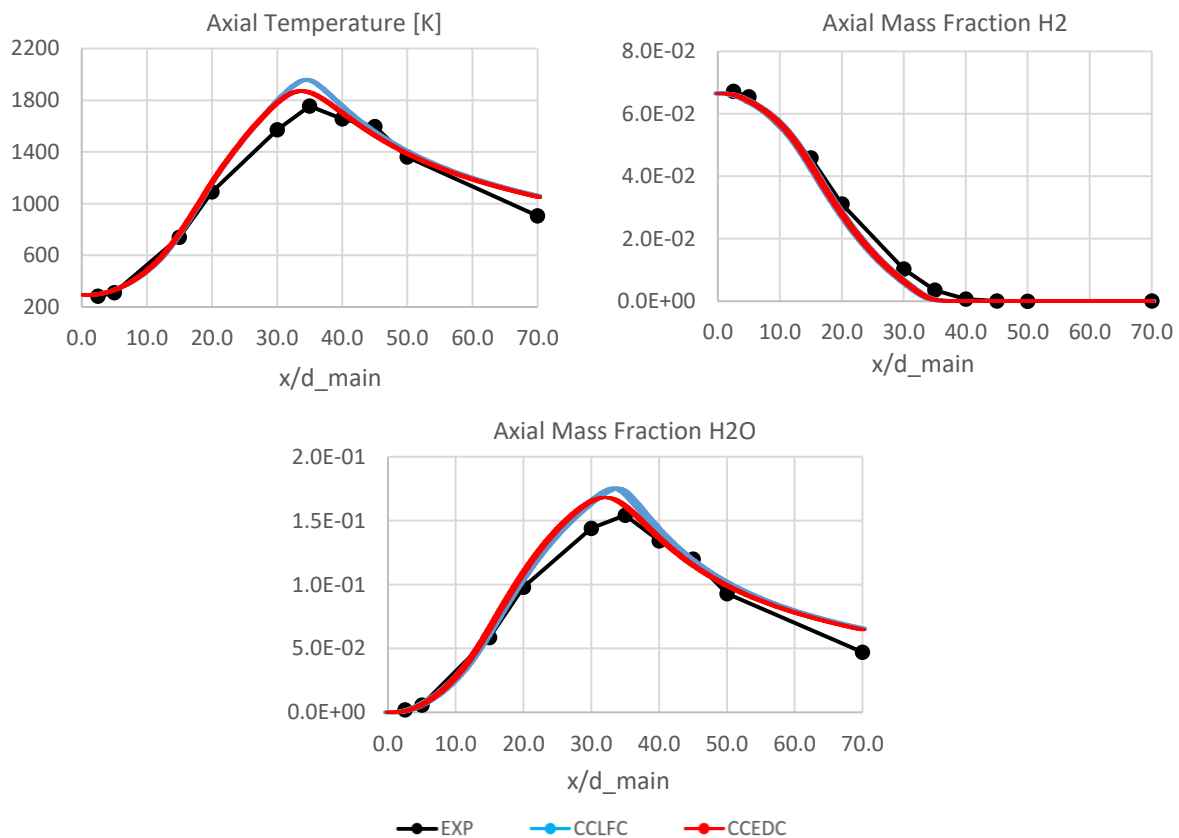 Axial Temperature [K]
2200
1800
1400
1000
600
200
0.0 10.0 20.0 30.0 40.0 50.0 60.0 70.0
x/d_main
Axial Mass Fraction H2
8.0E-02
6.0E-02
4.0E-02
2.0E-02
0.0E+00
0.0 10.0 20.0 30.0 40.0 50.0 60.0 70.0
x/d_main
Axial Mass Fraction H2O
2.0E-01
1.5E-01
1.0E-01
5.0E-02
0.0E+00
0.0 10.0 20.0 30.0 40.0 50.0 60.0 70.0
x/d_main
EXP CCLFC CCEDC